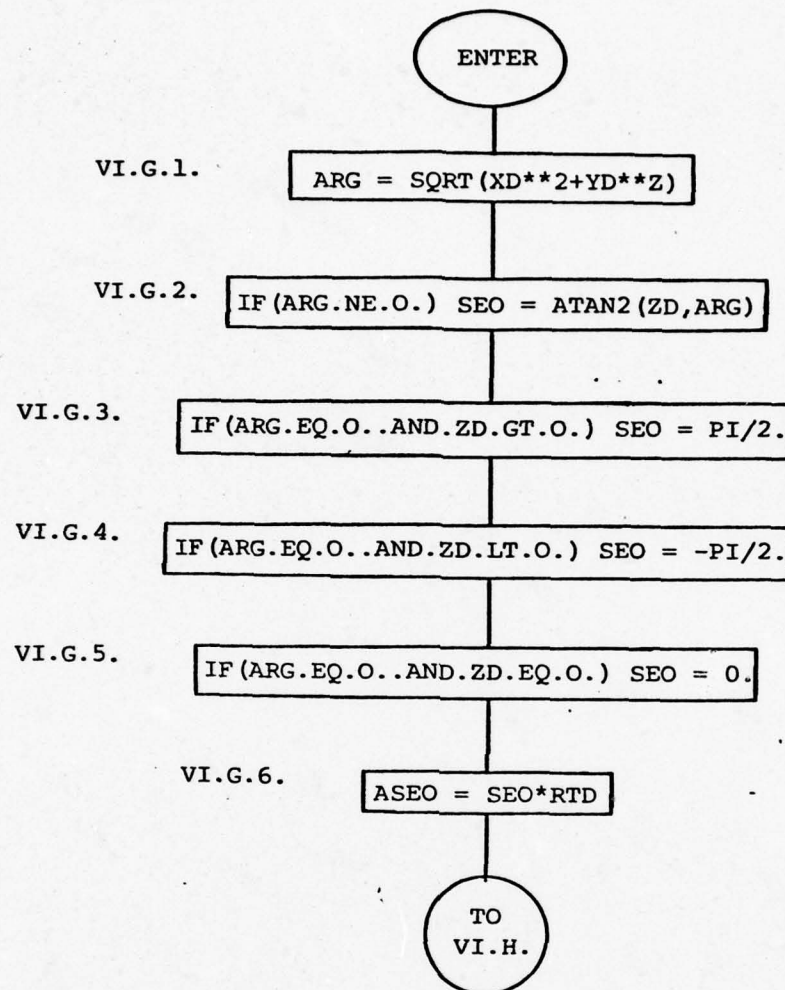 ENTER
VI.G.1.
ARG = SQRT(XD**2+YD**Z)
VI.G.2.
IF(ARG.NE.O.) SEO = ATAN2(ZD,ARG)
VI.G.3.
IF(ARG.EQ.O..AND.ZD.GT.O.) SEO = PI/2.
VI.G.4.
IF(ARG.EQ.O..AND.ZD.LT.O.) SEO = -PI/2.
VI.G.5.
IF(ARG.EQ.O..AND.ZD.EQ.O.) SEO = 0.
VI.G.6.
ASEO = SEO*RTD
TO
VI.H.